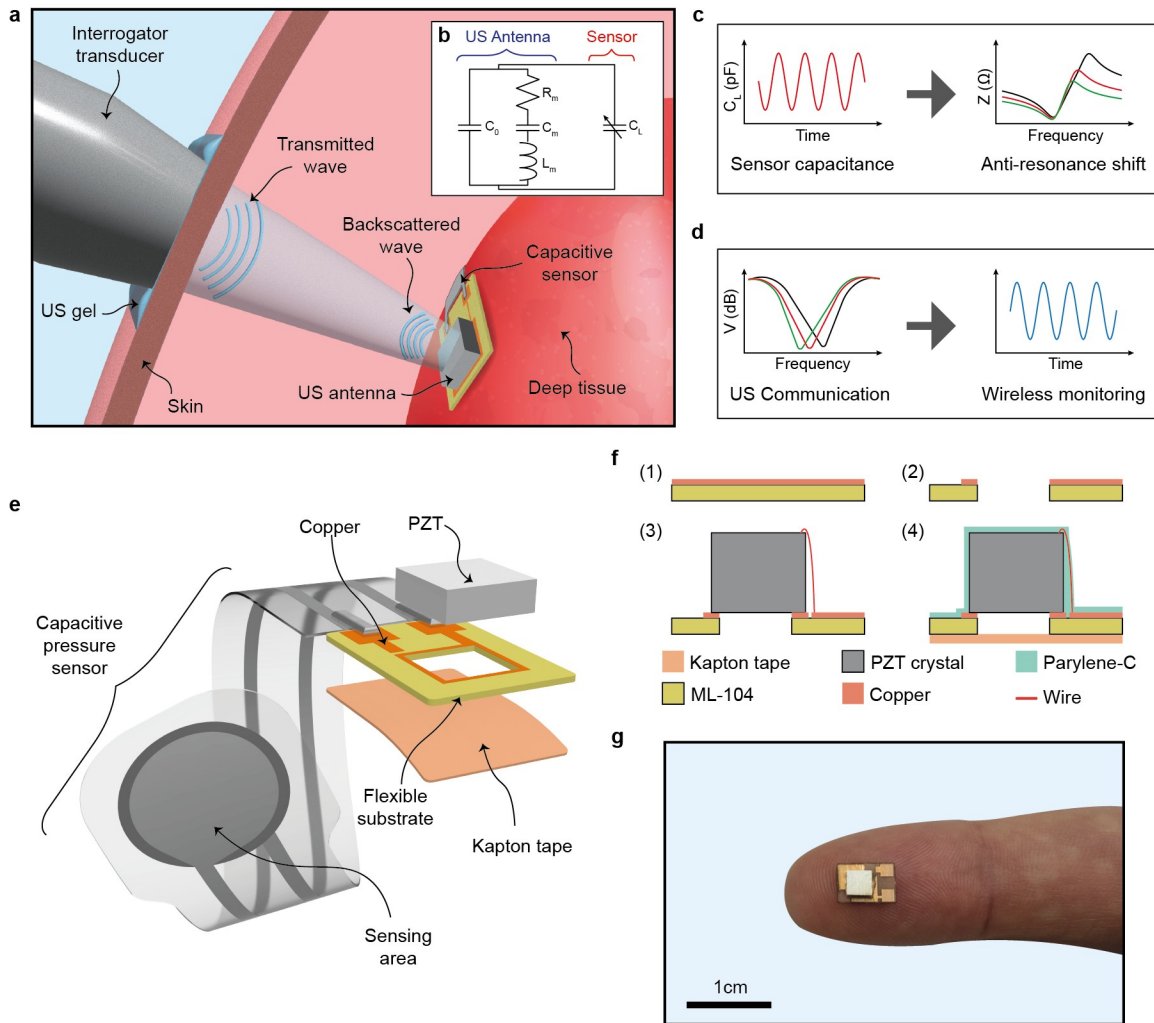 a
Interrogator
transducer
Transmitted
wave
Backscattered
wave
Capacitive
sensor
US gel
US antenna
Skin
Deep tissue
b
US Antenna
Sensor
Rm
C0
Cm
CL
Lm
c
CL (pF)
Time
Sensor capacitance
Z (Ω)
Frequency
Anti-resonance shift
d
V (dB)
Frequency
US Communication
Time
Wireless monitoring
e
Copper
PZT
Capacitive
pressure
sensor
Flexible
substrate
Kapton tape
Sensing
area
f
(1)
(2)
(3)
(4)
Kapton tape
PZT crystal
Parylene-C
ML-104
Copper
Wire
g
1cm